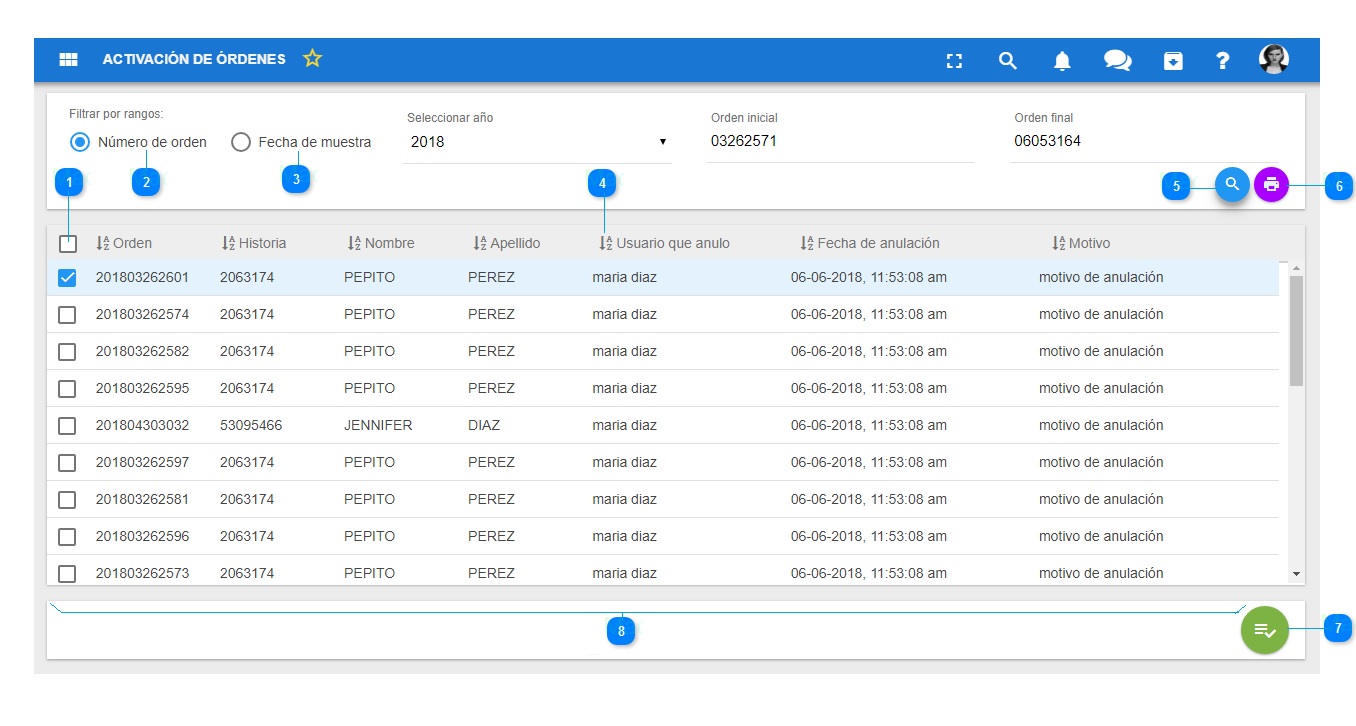 ACTIVACIÓN DE ÓRDENES ?
Filtrar por rangos:
Número de orden Fecha de muestra
Seleccionar año
2018
Orden inicial
03262571
Orden final
06053164
1 2 3 4 5 6
Orden Historia Nombre Apellido Usuario que anulo Fecha de anulación Motivo
201803262601 2063174 PEPITO PEREZ maria diaz 06-06-2018, 11:53:08 am motivo de anulación
201803262574 2063174 PEPITO PEREZ maria diaz 06-06-2018, 11:53:08 am motivo de anulación
201803262582 2063174 PEPITO PEREZ maria diaz 06-06-2018, 11:53:08 am motivo de anulación
201803262595 2063174 PEPITO PEREZ maria diaz 06-06-2018, 11:53:08 am motivo de anulación
201804303032 53095466 JENNIFER DIAZ maria diaz 06-06-2018, 11:53:08 am motivo de anulación
201803262597 2063174 PEPITO PEREZ maria diaz 06-06-2018, 11:53:08 am motivo de anulación
201803262581 2063174 PEPITO PEREZ maria diaz 06-06-2018, 11:53:08 am motivo de anulación
201803262596 2063174 PEPITO PEREZ maria diaz 06-06-2018, 11:53:08 am motivo de anulación
201803262573 2063174 PEPITO PEREZ maria diaz 06-06-2018, 11:53:08 am motivo de anulación
8 7